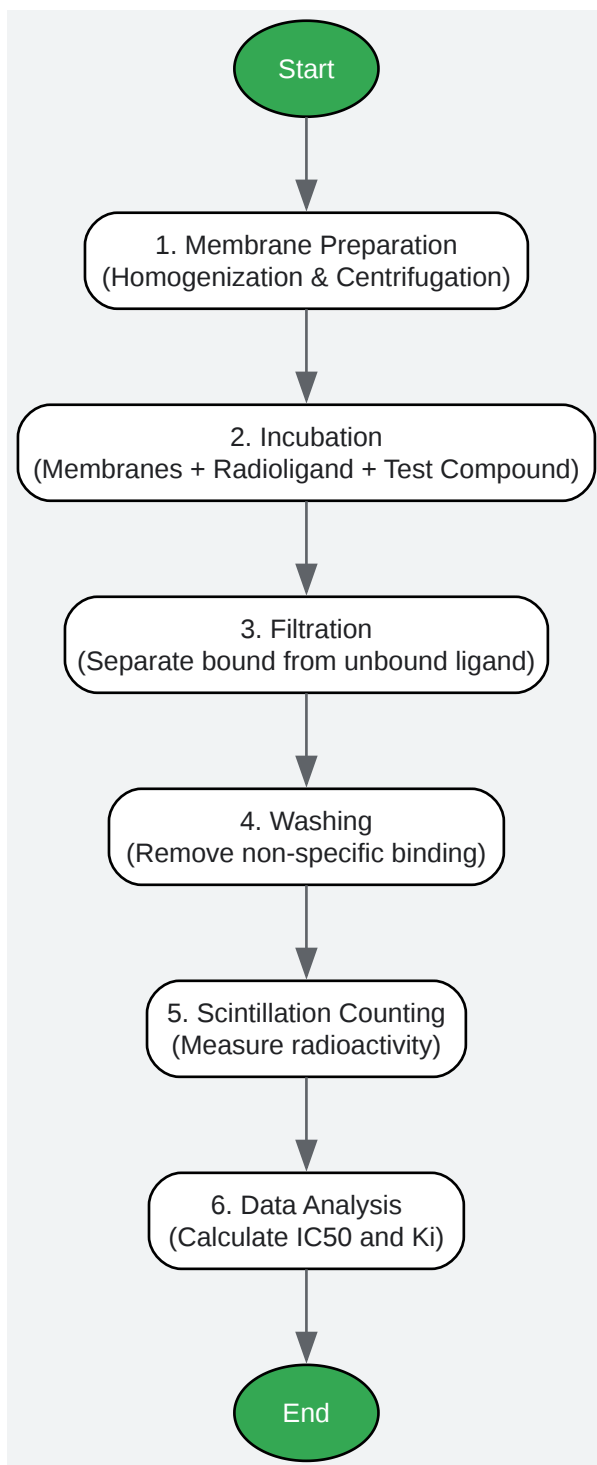 Start
1. Membrane Preparation
(Homogenization & Centrifugation)
2. Incubation
(Membranes + Radioligand + Test Compound)
3. Filtration
(Separate bound from unbound ligand)
4. Washing
(Remove non-specific binding)
5. Scintillation Counting
(Measure radioactivity)
6. Data Analysis
(Calculate IC50 and Ki)
End